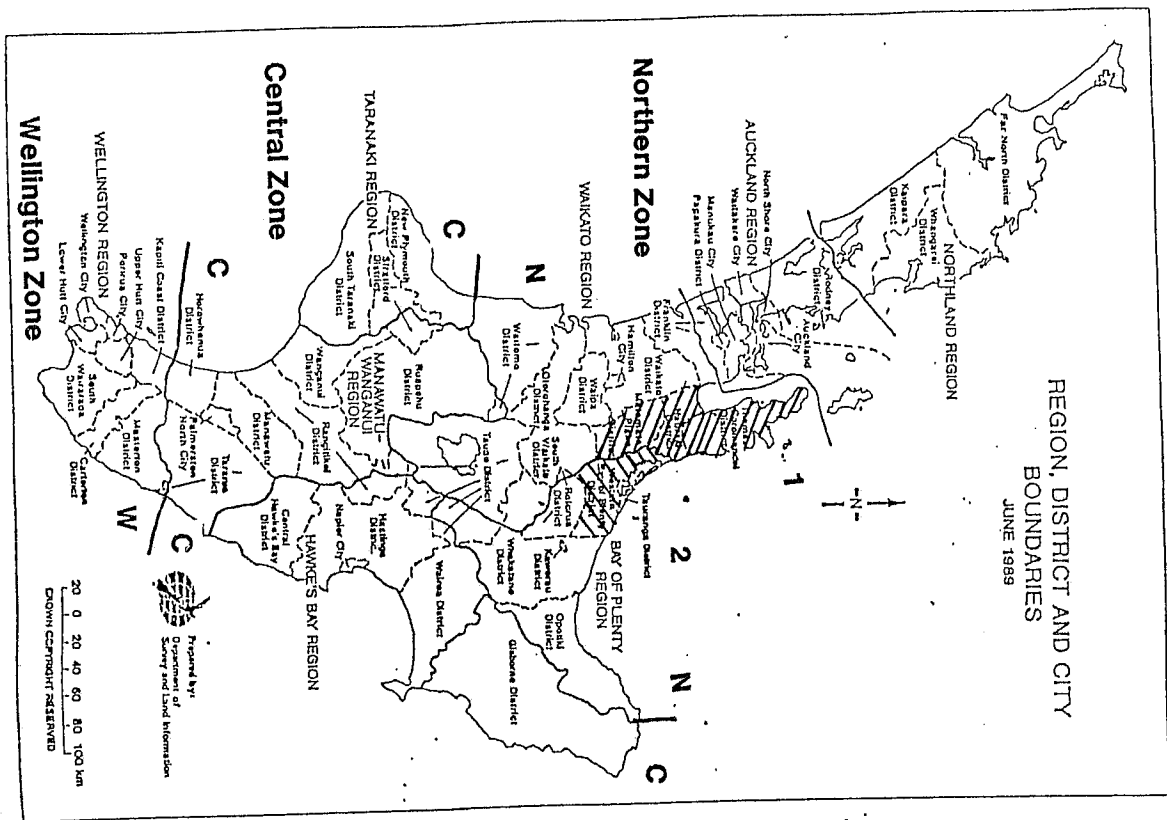 REGION, DISTRICT AND CITY
BOUNDARIES
JUNE 1989
-N-
Far North District
NORTHLAND REGION
Whangarei
District
Kaipara
District
Rodney
District
Auckland
City
AUCKLAND REGION
North Shore City
Waitakere City
Manukau City
Papakura District
Northern Zone
1
2
Franklin
District
Thames
Coromandel
District
Hauraki
District
Waikato
District
Hamilton
City
WAIKATO REGION
Waipa
District
Otorohanga
District
South
Waikato
District
Waitomo
District
Tauranga District
BAY OF PLENTY
REGION
Rotorua
District
Kawerau
District
Whakatane
District
Opotiki
District
Gisborne District
N
N
C
C
Taupo District
Wairoa District
TARANAKI REGION
New Plymouth
District
Stratford
District
South Taranaki
District
Central Zone
Ruapehu
District
MANAWATU-
WANGANUI
REGION
Wanganui
District
Rangitikei
District
Hastings
Napier City
HAWKE'S BAY REGION
Central
Hawke's Bay
District
Manawatu
District
Tararua
District
Palmerston
North City
Horowhenua
District
C
C
W
Kapiti Coast District
Upper Hutt City
Porirua City
WELLINGTON REGION
Wellington City
Lower Hutt City
Masterton
District
South
Wairarapa
District
Carterton
District
Wellington Zone
Prepared by:
Department of
Survey and Land Information
20 0 20 40 60 80 100 km
CROWN COPYRIGHT RESERVED